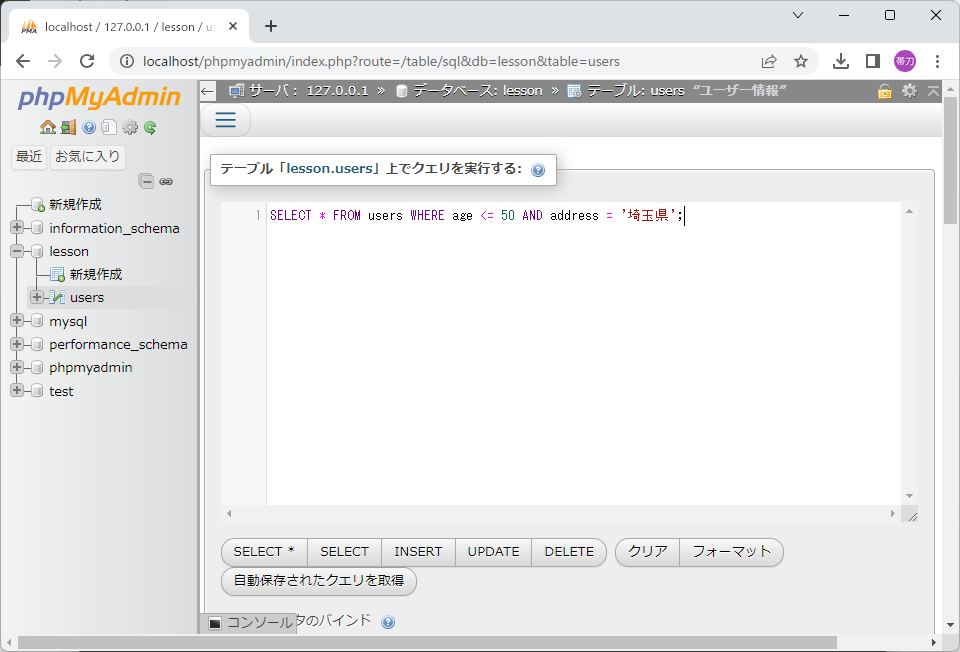 localhost / 127.0.0.1 / lesson / us
localhost/phpmyadmin/index.php?route=/table/sql&db=lesson&table=users
帯刀
phpMyAdmin
最近 お気に入り
新規作成
information_schema
lesson
新規作成
users
mysql
performance_schema
phpmyadmin
test
サーバ: 127.0.0.1 » データベース: lesson » テーブル: users “ユーザー情報”
テーブル「lesson.users」上でクエリを実行する:
1 SELECT * FROM users WHERE age <= 50 AND address = '埼玉県';
SELECT * SELECT INSERT UPDATE DELETE クリア フォーマット
自動保存されたクエリを取得
コンソール タのバインド